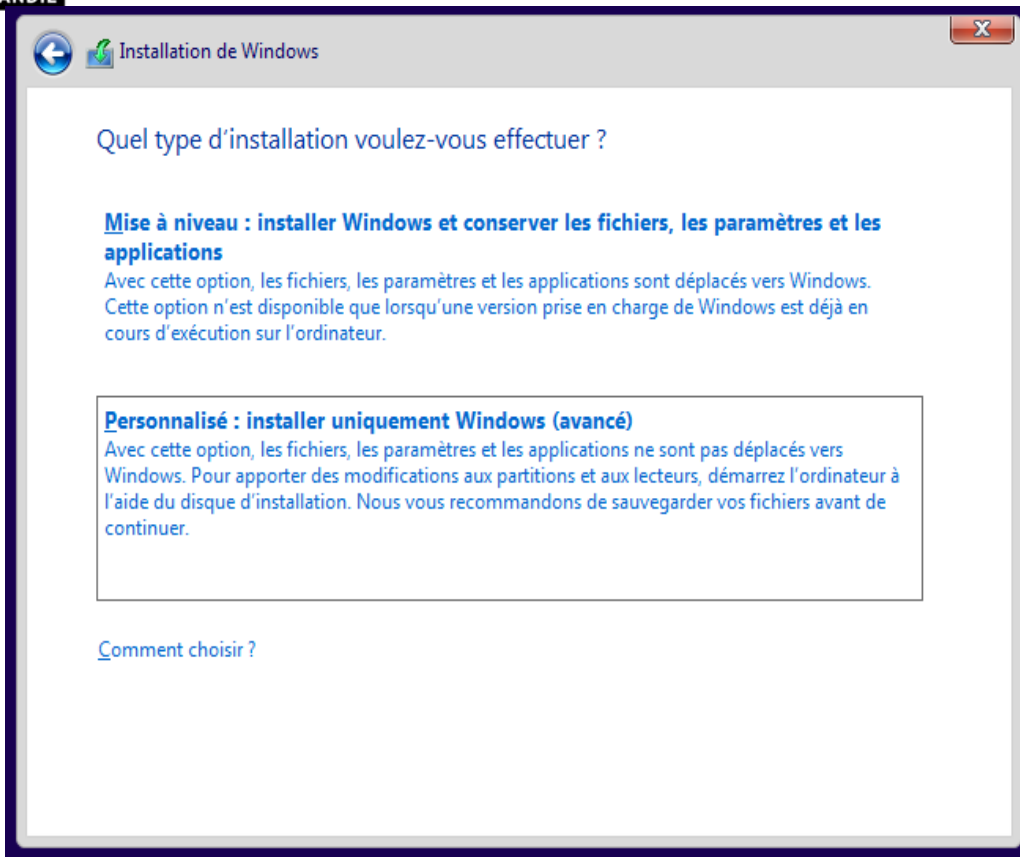 Installation de Windows
Quel type d'installation voulez-vous effectuer ?
Mise à niveau : installer Windows et conserver les fichiers, les paramètres et les
applications
Avec cette option, les fichiers, les paramètres et les applications sont déplacés vers Windows.
Cette option n'est disponible que lorsqu'une version prise en charge de Windows est déjà en
cours d'exécution sur l'ordinateur.
Personnalisé : installer uniquement Windows (avancé)
Avec cette option, les fichiers, les paramètres et les applications ne sont pas déplacés vers
Windows. Pour apporter des modifications aux partitions et aux lecteurs, démarrez l'ordinateur à
l'aide du disque d'installation. Nous vous recommandons de sauvegarder vos fichiers avant de
continuer.
Comment choisir ?